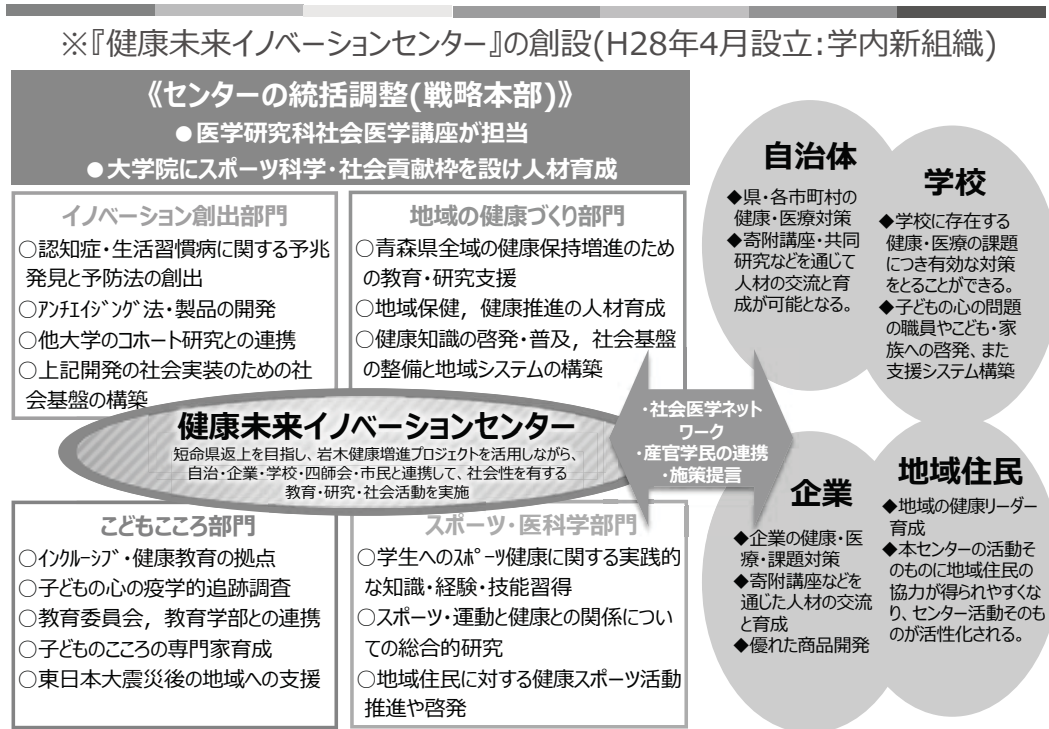 ※『健康未来イノベーションセンター』の創設(H28年4月設立:学内新組織)
《センターの統括調整(戦略本部)》
●医学研究科社会医学講座が担当
●大学院にスポーツ科学・社会貢献枠を設け人材育成
イノベーション創出部門
○認知症・生活習慣病に関する予兆
発見と予防法の創出
○ｱﾝﾁｴｲｼﾞﾝｸﾞ法・製品の開発
○他大学のコホート研究との連携
○上記開発の社会実装のための社
会基盤の構築
地域の健康づくり部門
○青森県全域の健康保持増進のため
の教育・研究支援
○地域保健，健康推進の人材育成
○健康知識の啓発・普及，社会基盤
の整備と地域システムの構築
健康未来イノベーションセンター
短命県返上を目指し、岩木健康増進プロジェクトを活用しながら、
自治・企業・学校・四師会・市民と連携して、社会性を有する
教育・研究・社会活動を実施
こどもこころ部門
○ｲﾝｸﾙｰｼﾌﾞ・健康教育の拠点
○子どもの心の疫学的追跡調査
○教育委員会，教育学部との連携
○子どものこころの専門家育成
○東日本大震災後の地域への支援
スポーツ・医科学部門
○学生へのｽﾎﾟｰﾂ健康に関する実践的
な知識・経験・技能習得
○スポーツ・運動と健康との関係につい
ての総合的研究
○地域住民に対する健康スポーツ活動
推進や啓発
・社会医学ネット
ワーク
・産官学民の連携
・施策提言
自治体
◆県・各市町村の
健康・医療対策
◆寄附講座・共同
研究などを通じて
人材の交流と育
成が可能となる。
学校
◆学校に存在する
健康・医療の課題
につき有効な対策
をとることができる。
◆子どもの心の問題
の職員やこども・家
族への啓発、また
支援システム構築
企業
◆企業の健康・医
療・課題対策
◆寄附講座などを
通じた人材の交流
と育成
◆優れた商品開発
地域住民
◆地域の健康リーダー
育成
◆本センターの活動そ
のものに地域住民の
協力が得られやすくな
り、センター活動そのも
のが活性化される。